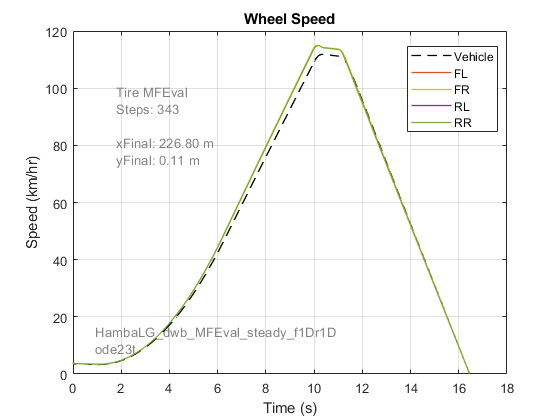 Wheel Speed
120
100
80
60
40
20
0
Speed (km/hr)
Tire MFEval
Steps: 343
xFinal: 226.80 m
yFinal: 0.11 m
Vehicle
FL
FR
RL
RR
HambaLG_dwb_MFEval_steady_f1Dr1D
ode23t
0
2
4
6
8
10
12
14
16
18
Time (s)